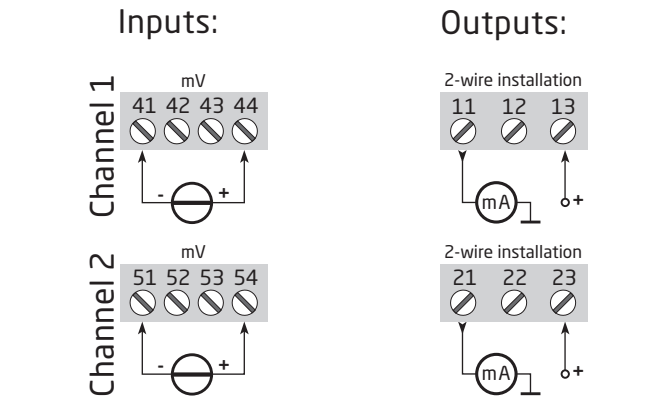 Inputs:
Outputs:
Channel 1
mV
41 42 43 44
- +
2-wire installation
11 12 13
mA +
Channel 2
mV
51 52 53 54
- +
2-wire installation
21 22 23
mA +